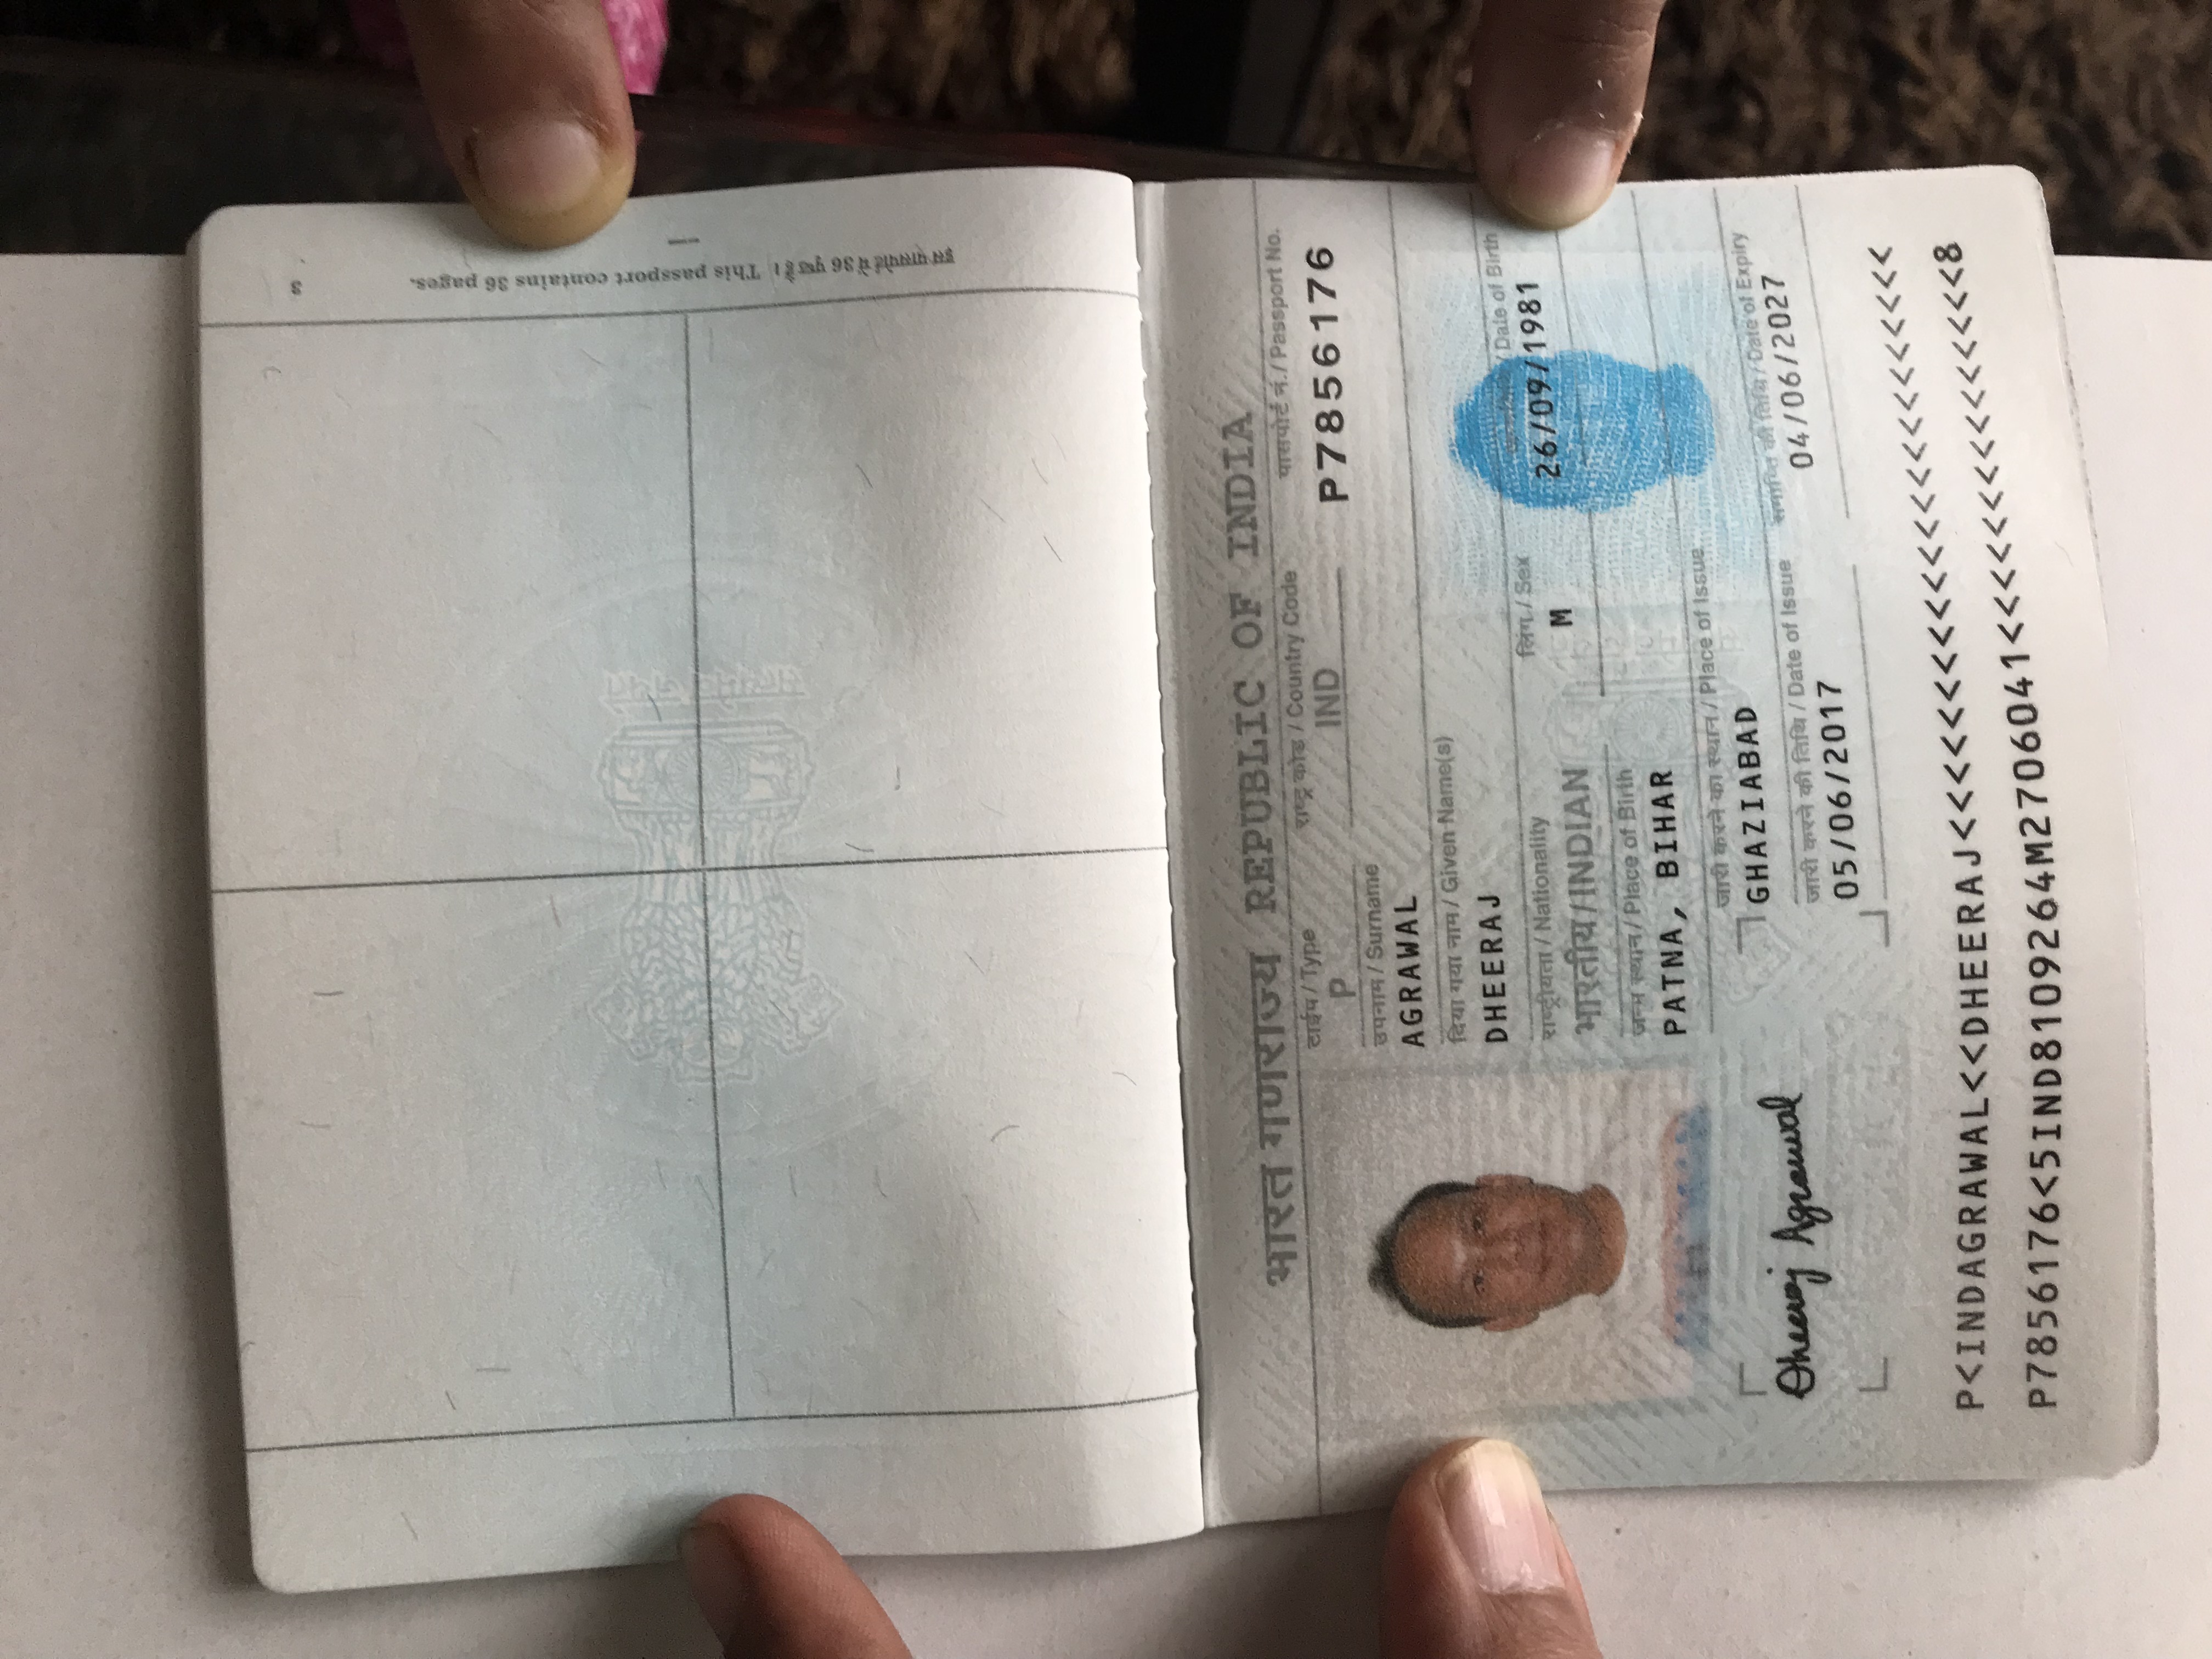 3
इस पासपोर्ट में 36 पृष्ठ हैं। This passport contains 36 pages.
भारत गणराज्य REPUBLIC OF INDIA
टाईप / Type राष्ट्र कोड / Country Code पासपोर्ट नं. / Passport No.
P IND P7856176
उपनाम / Surname
AGRAWAL
दिया गया नाम / Given Name(s)
DHEERAJ
राष्ट्रीयता / Nationality लिंग / Sex / Date of Birth
भारतीय / INDIAN M 26/09/1981
जन्म स्थान / Place of Birth
PATNA, BIHAR
जारी करने का स्थान / Place of Issue
GHAZIABAD
जारी करने की तिथि / Date of Issue समाप्ति की तिथि / Date of Expiry
05/06/2017 04/06/2027
Dheeraj Agrawal
P<INDAGRAWAL<<DHEERAJ<<<<<<<<<<<<<<<<<<<<<<<
P7856176<5IND8109264M2706041<<<<<<<<<<<<<<<8